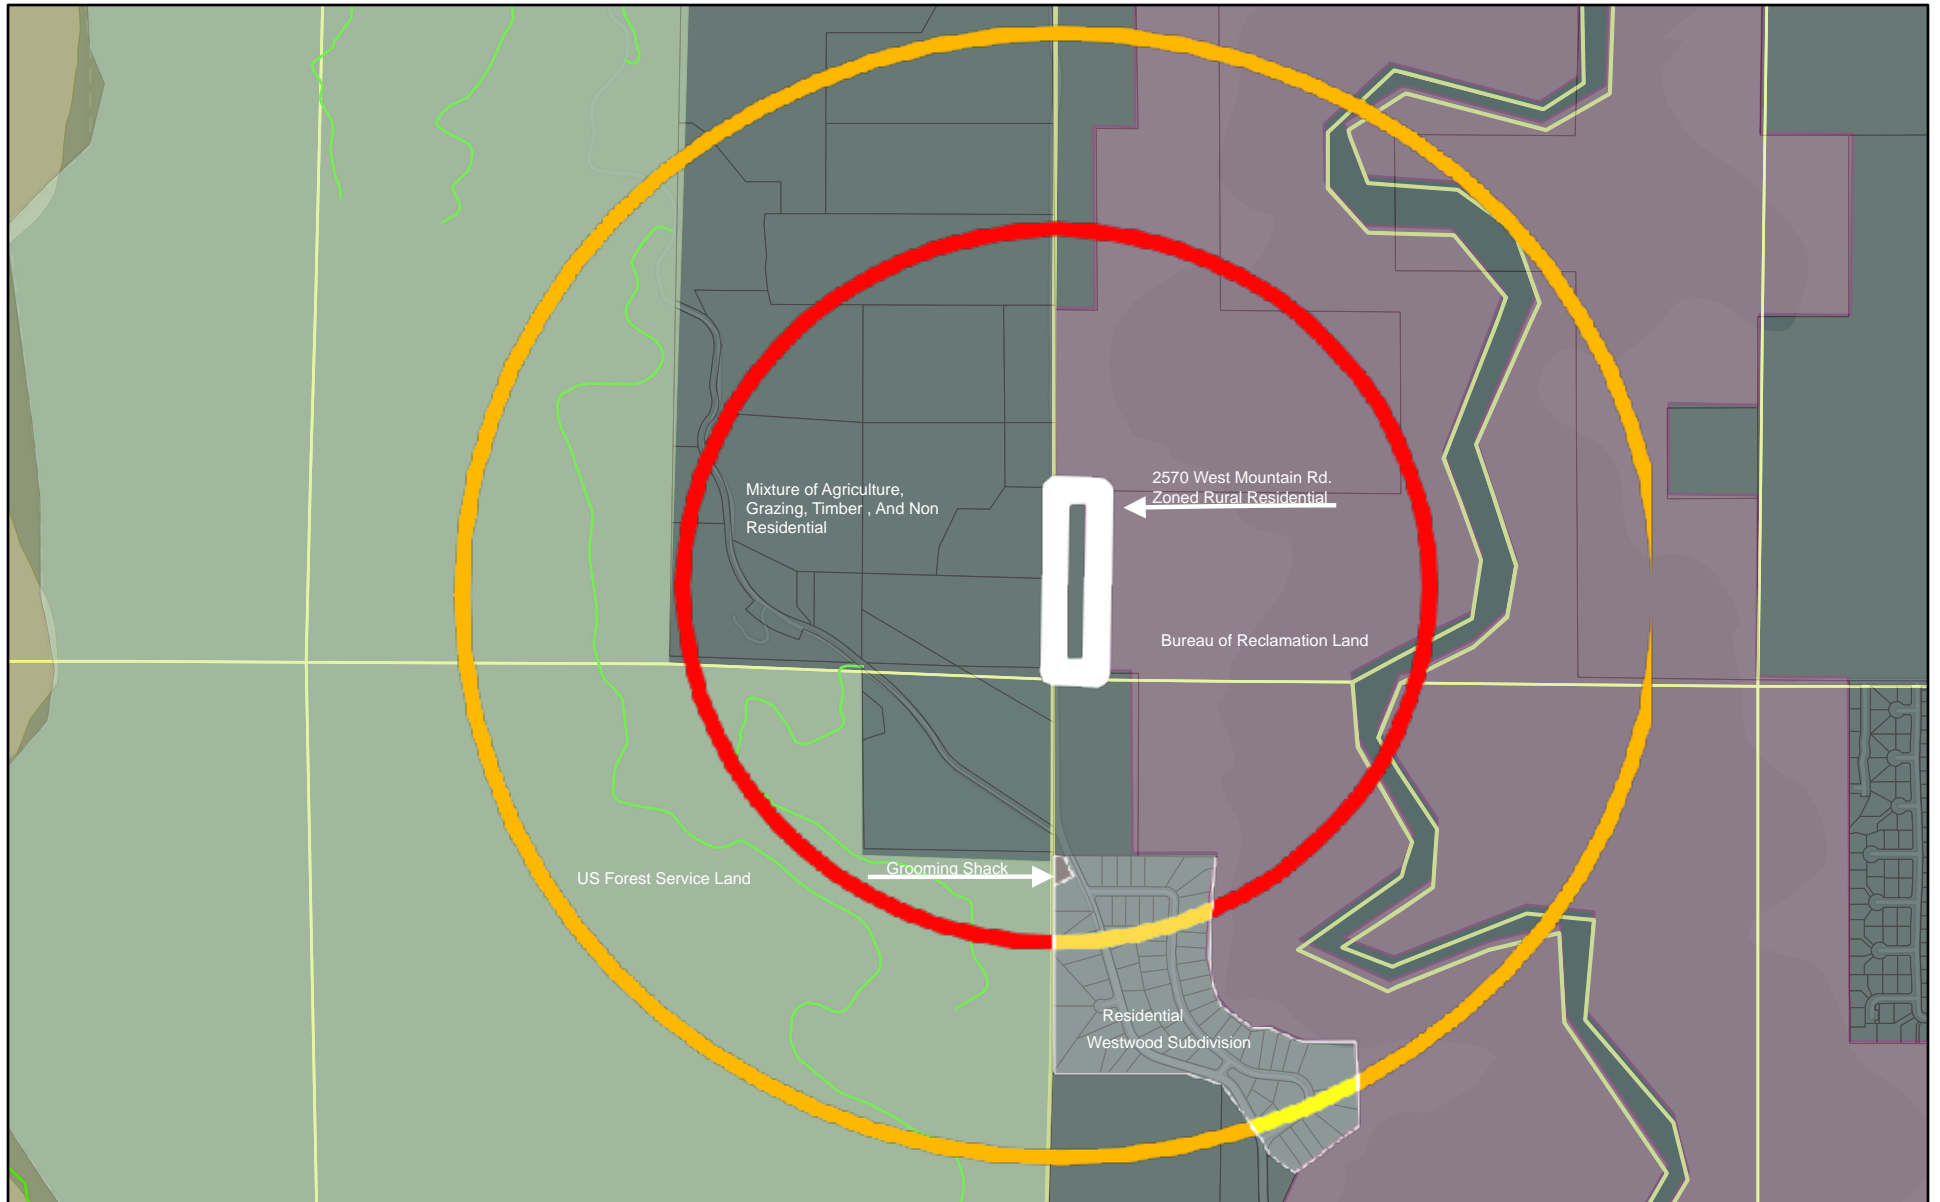 2570 West Mountain Rd.
Zoned Rural Residential
Mixture of Agriculture,
Grazing, Timber , And Non
Residential
Bureau of Reclamation Land
Grooming Shack
US Forest Service Land
Residential
Westwood Subdivision